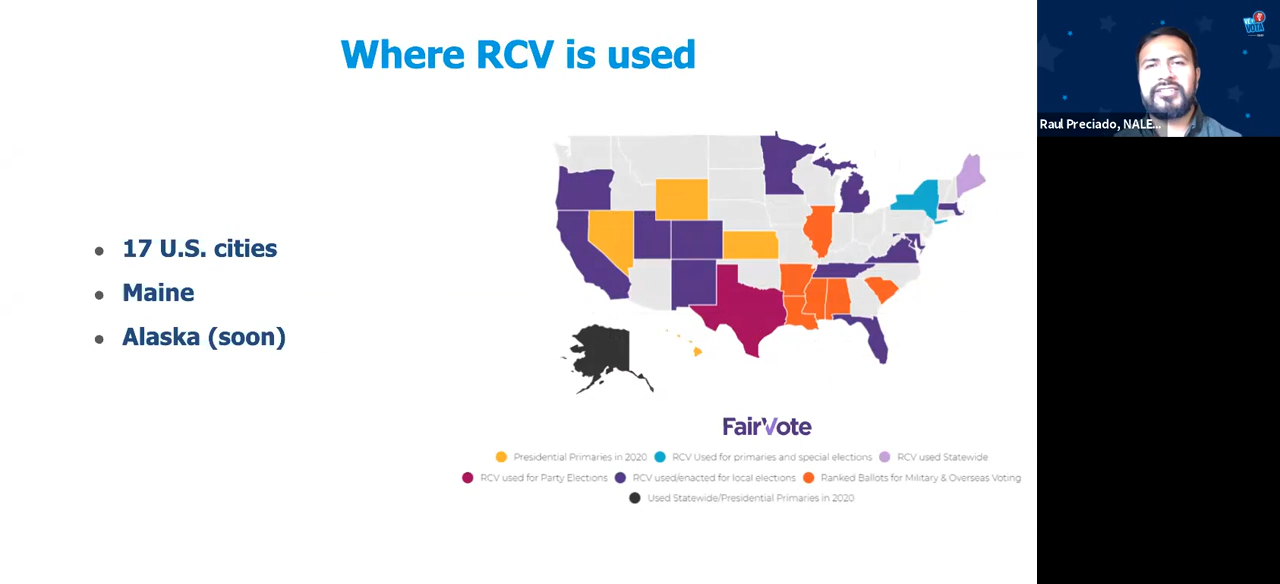 Where RCV is used
17 U.S. cities
Maine
Alaska (soon)
FairVote
Presidential Primaries in 2020
RCV Used for primaries and special elections
RCV used Statewide
RCV used for Party Elections
RCV used/enacted for local elections
Ranked Ballots for Military & Overseas Voting
Used Statewide/Presidential Primaries in 2020
VOTA
Raul Preciado, NALE...